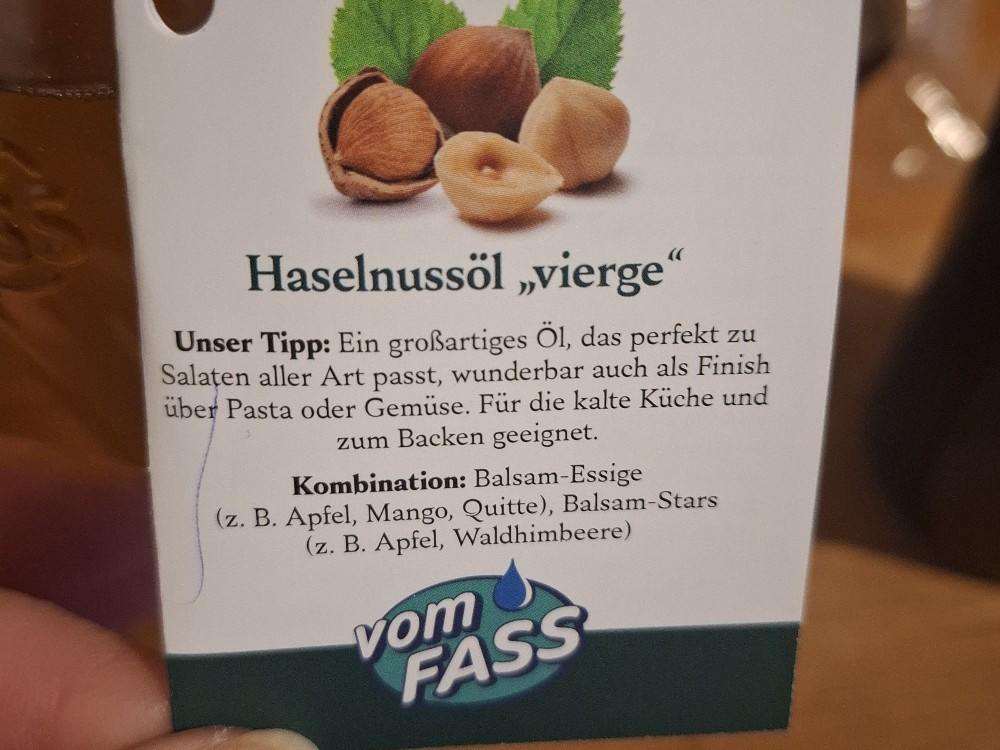 Haselnussöl „vierge“
Unser Tipp: Ein großartiges Öl, das perfekt zu
Salaten aller Art passt, wunderbar auch als Finish
über Pasta oder Gemüse. Für die kalte Küche und
zum Backen geeignet.
Kombination: Balsam-Essige
(z. B. Apfel, Mango, Quitte), Balsam-Stars
(z. B. Apfel, Waldhimbeere)
vom
FASS